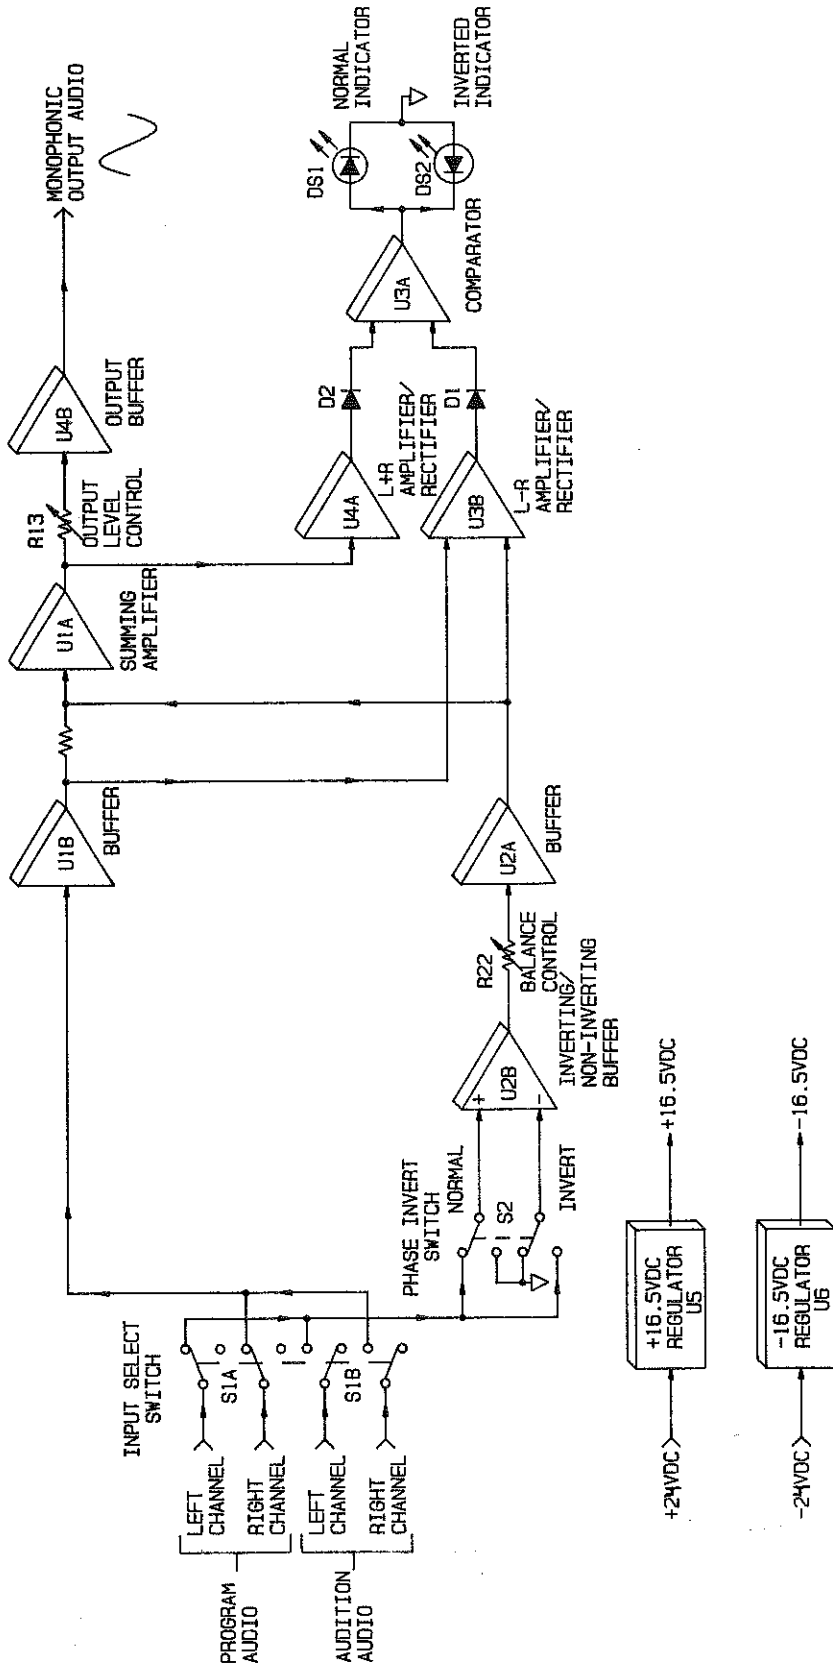 PROGRAM
AUDIO
LEFT
CHANNEL
RIGHT
CHANNEL
AUDITION
AUDIO
LEFT
CHANNEL
RIGHT
CHANNEL
INPUT SELECT
SWITCH
S1A
S1B
PHASE INVERT
SWITCH
NORMAL
S2
INVERT
+
-
U2B
INVERTING/
NON-INVERTING
BUFFER
R22
BALANCE
CONTROL
U2A
BUFFER
U1B
BUFFER
U1A
SUMMING
AMPLIFIER
R13
OUTPUT
LEVEL
CONTROL
U4B
OUTPUT
BUFFER
MONOPHONIC
OUTPUT AUDIO
U4A
L+R
AMPLIFIER/
RECTIFIER
D2
U3B
L-R
AMPLIFIER/
RECTIFIER
D1
U3A
COMPARATOR
DS1
NORMAL
INDICATOR
DS2
INVERTED
INDICATOR
+24VDC
+16.5VDC
REGULATOR
U5
+16.5VDC
-24VDC
-16.5VDC
REGULATOR
U6
-16.5VDC